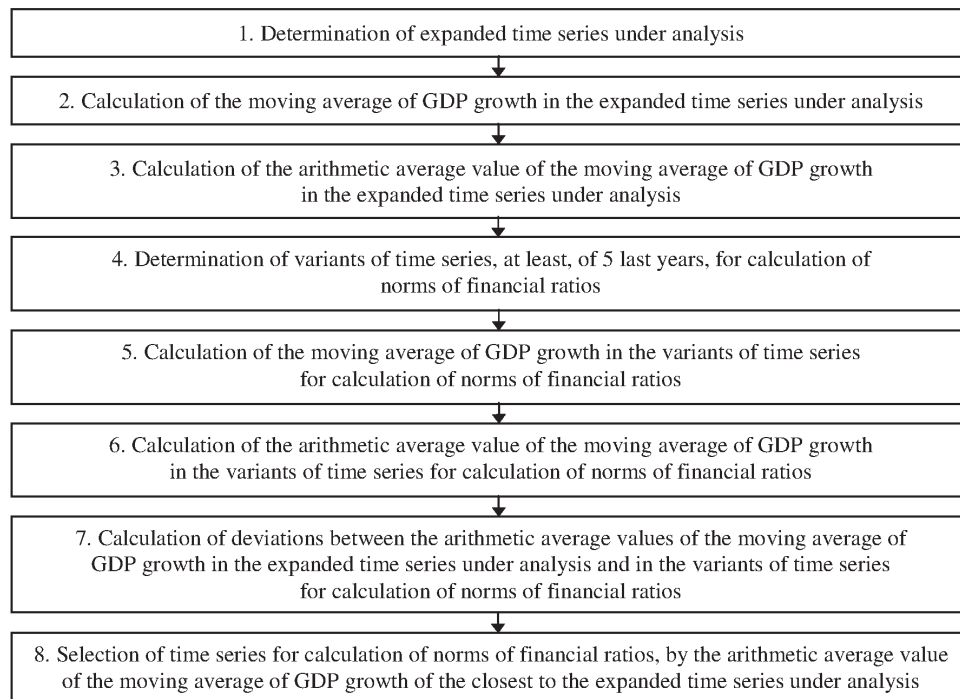 1. Determination of expanded time series under analysis
2. Calculation of the moving average of GDP growth in the expanded time series under analysis
3. Calculation of the arithmetic average value of the moving average of GDP growth
in the expanded time series under analysis
4. Determination of variants of time series, at least, of 5 last years, for calculation of
norms of financial ratios
5. Calculation of the moving average of GDP growth in the variants of time series
for calculation of norms of financial ratios
6. Calculation of the arithmetic average value of the moving average of GDP growth
in the variants of time series for calculation of norms of financial ratios
7. Calculation of deviations between the arithmetic average values of the moving average of
GDP growth in the expanded time series under analysis and in the variants of time series
for calculation of norms of financial ratios
8. Selection of time series for calculation of norms of financial ratios, by the arithmetic average value
of the moving average of GDP growth of the closest to the expanded time series under analysis